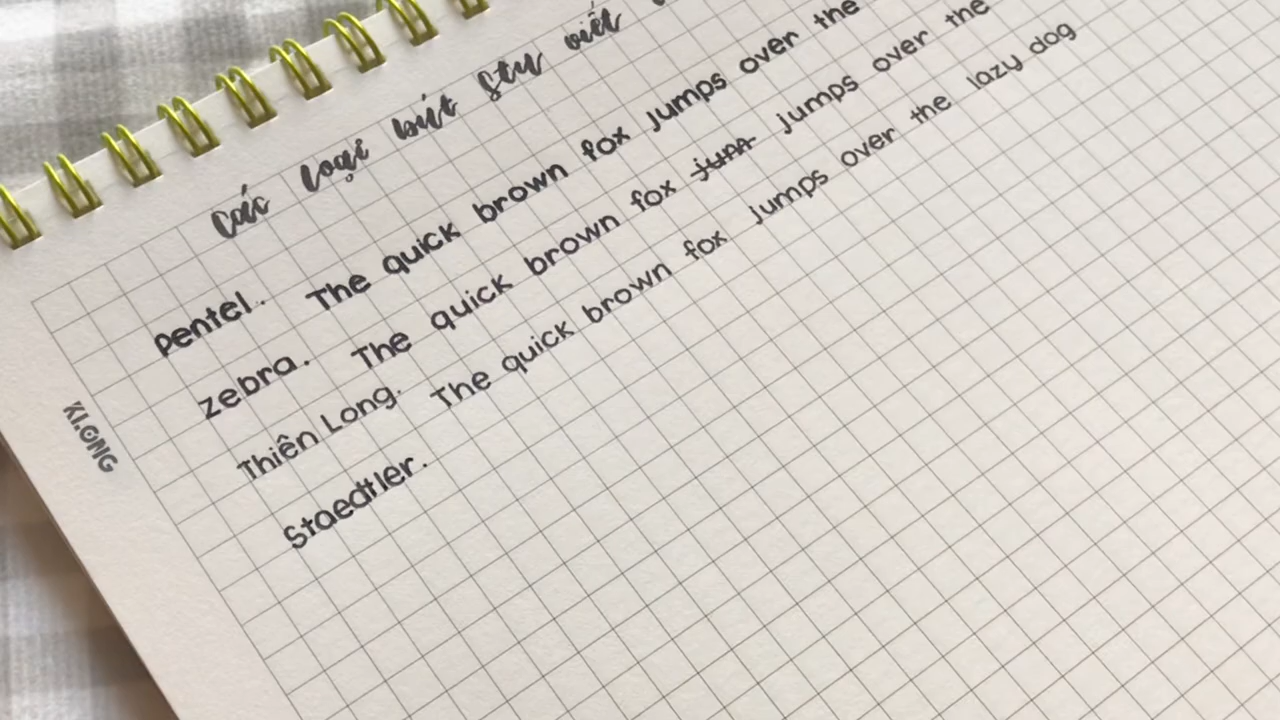 Các loại bút Stu viết
Pentel. The quick brown fox jumps over the
zebra. The quick brown fox jum jumps over the
Thiên Long. The quick brown fox jumps over the lazy dog
Staedtler.
KLONG